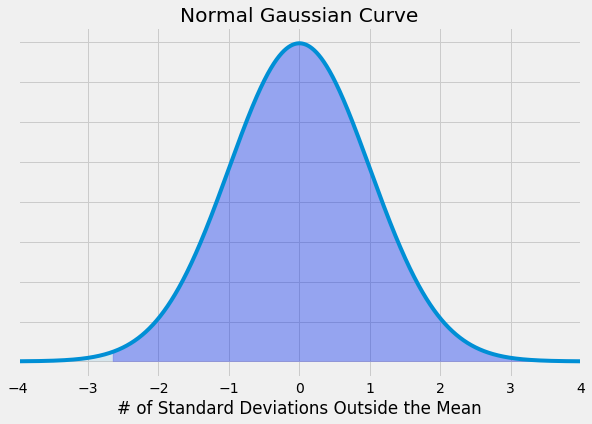 Normal Gaussian Curve
−4 −3 −2 −1 0 1 2 3 4
# of Standard Deviations Outside the Mean